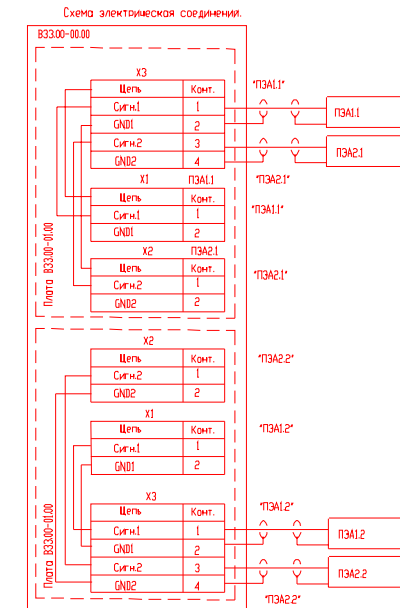 Схема электрическая соединений.
В33.00-00.00
Плата В33.00-01.00
X3
Цепь Конт.
Сигн.1 1
GND1 2
Сигн.2 3
GND2 4
"ПЭА1.1"
ПЭА1.1
ПЭА2.1
"ПЭА2.1"
X1 ПЭА1.1
Цепь Конт.
Сигн.1 1
GND1 2
"ПЭА1.1"
X2 ПЭА2.1
Цепь Конт.
Сигн.2 1
GND2 2
"ПЭА2.1"
Плата В33.00-01.00
X2
Цепь Конт.
Сигн.2 1
GND2 2
"ПЭА2.2"
X1
Цепь Конт.
Сигн.1 1
GND1 2
"ПЭА1.2"
X3
Цепь Конт.
Сигн.1 1
GND1 2
Сигн.2 3
GND2 4
"ПЭА1.2"
ПЭА1.2
ПЭА2.2
"ПЭА2.2"